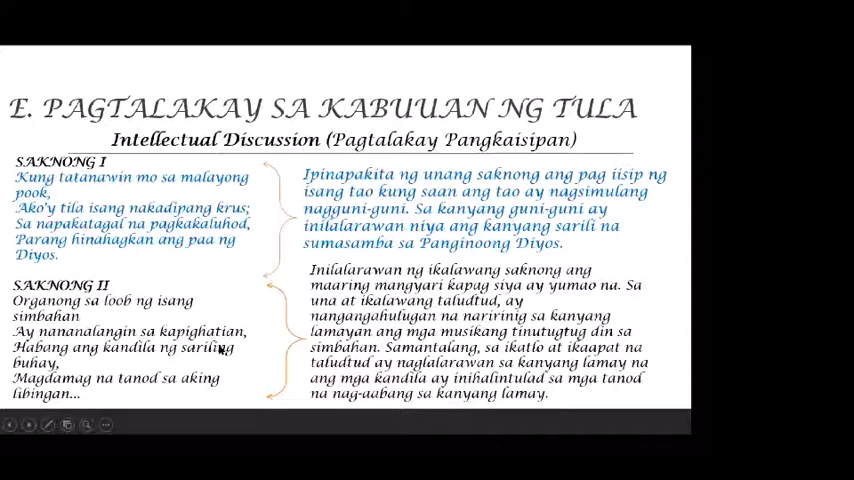 E. PAGTALAKAY SA KABUUAN NG TULA
Intellectual Discussion (Pagtalakay Pangkaisipan)
SAKNONG I
Kung tatanawin mo sa malayong
pook,
Ako'y tila isang nakadipang krus;
Sa napakatagal na pagkakaluhod,
Parang hinahagkan ang paa ng
Diyos.
Ipinapakita ng unang saknong ang pag iisip ng
isang tao kung saan ang tao ay nagsimulang
nagguni-guni. Sa kanyang guni-guni ay
inilalarawan niya ang kanyang sarili na
sumasamba sa Panginoong Diyos.
SAKNONG II
Organong sa loob ng isang
simbahan
Ay nananalangin sa kapighatian,
Habang ang kandila ng sariling
buhay,
Magdamag na tanod sa aking
libingan...
Inilalarawan ng ikalawang saknong ang
maaring mangyari kapag siya ay yumao na. Sa
una at ikalawang taludtud, ay
nangangahulugan na naririnig sa kanyang
lamayan ang mga musikang tinutugtug din sa
simbahan. Samantalang, sa ikatlo at ikaapat na
taludtud ay naglalarawan sa kanyang lamay na
ang mga kandila ay inihalintulad sa mga tanod
na nag-aabang sa kanyang lamay.